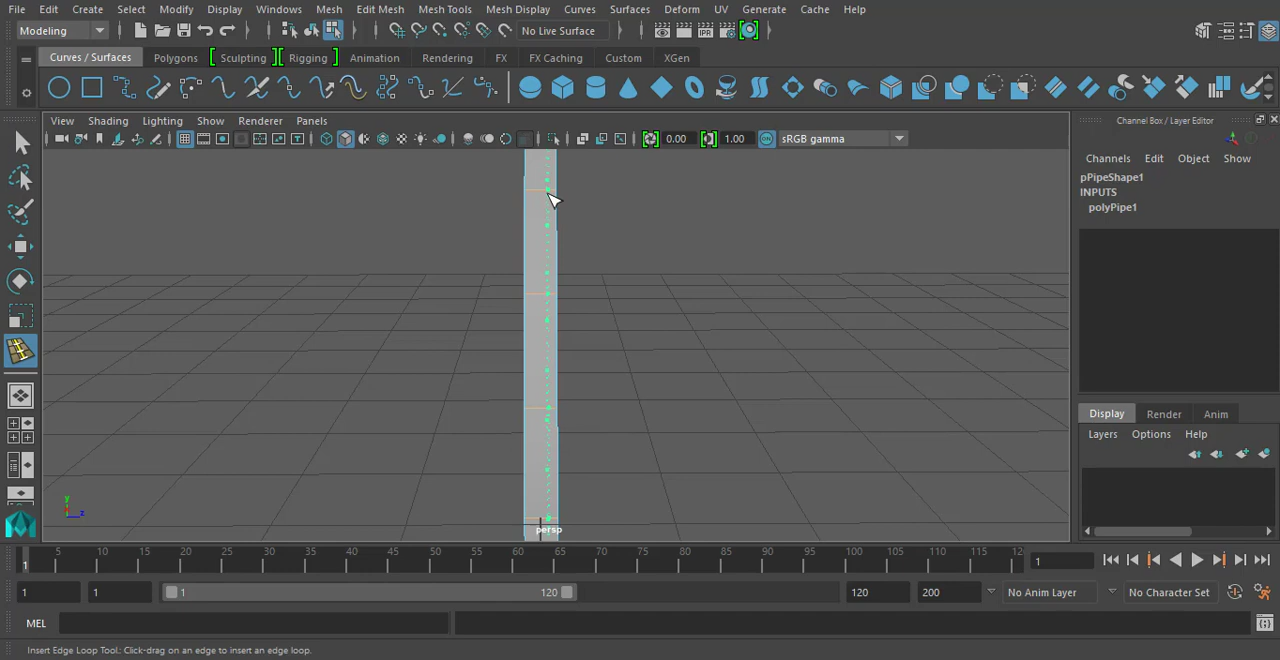 File Edit Create Select Modify Display Windows Mesh Edit Mesh Mesh Tools Mesh Display Curves Surfaces Deform UV Generate Cache Help
Modeling No Live Surface IPR
Curves / Surfaces Polygons Sculpting Rigging Animation Rendering FX FX Caching Custom XGen
View Shading Lighting Show Renderer Panels
0.00 1.00 ON sRGB gamma
Channel Box / Layer Editor
Channels Edit Object Show
pPipeShape1
INPUTS
polyPipe1
Display Render Anim
Layers Options Help
y
z
persp
1 5 10 15 20 25 30 35 40 45 50 55 60 65 70 75 80 85 90 95 100 105 110 115 12
1
1 1 1 120 120 200 No Anim Layer No Character Set
MEL
Insert Edge Loop Tool: Click-drag on an edge to insert an edge loop.